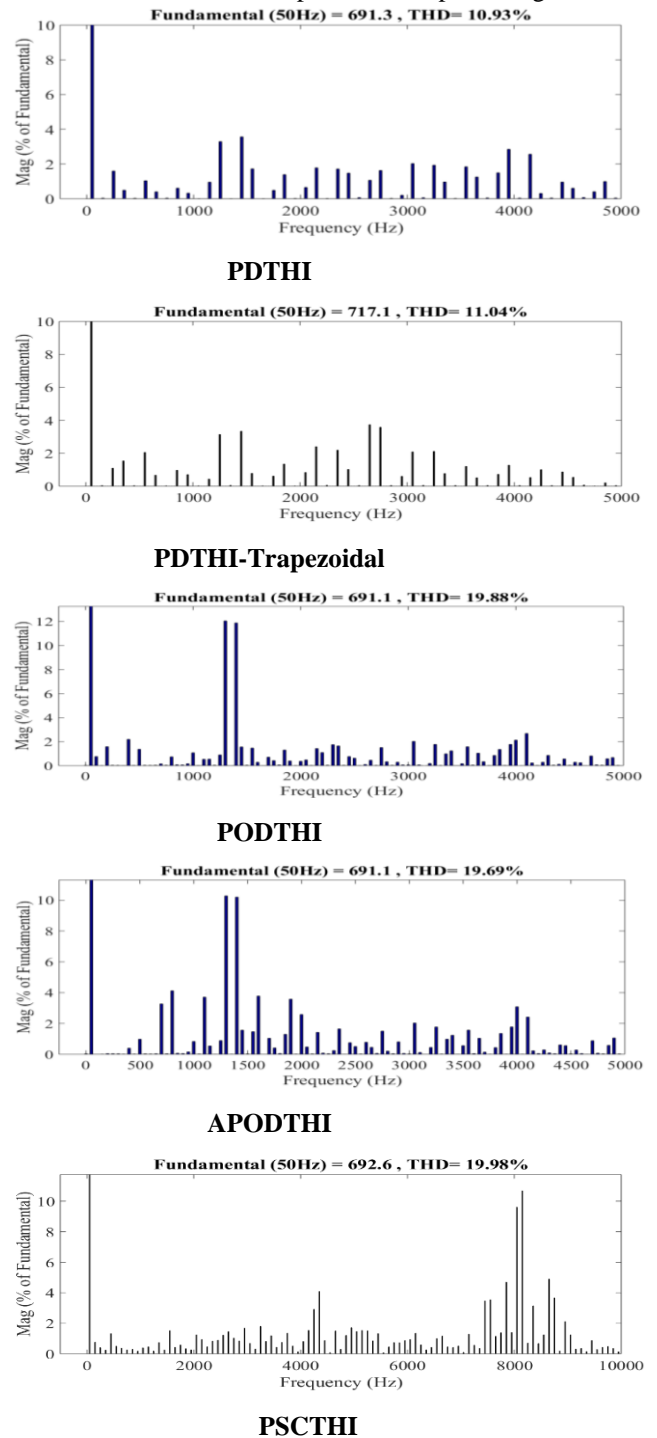 Fundamental (50Hz) = 691.3 , THD= 10.93%
10
8
6
4
2
0
Mag (% of Fundamental)
0 1000 2000 3000 4000 5000
Frequency (Hz)
PDTHI
Fundamental (50Hz) = 717.1 , THD= 11.04%
10
8
6
4
2
0
Mag (% of Fundamental)
0 1000 2000 3000 4000 5000
Frequency (Hz)
PDTHI-Trapezoidal
Fundamental (50Hz) = 691.1 , THD= 19.88%
12
10
8
6
4
2
0
Mag (% of Fundamental)
0 1000 2000 3000 4000 5000
Frequency (Hz)
PODTHI
Fundamental (50Hz) = 691.1 , THD= 19.69%
10
8
6
4
2
0
Mag (% of Fundamental)
0 500 1000 1500 2000 2500 3000 3500 4000 4500 5000
Frequency (Hz)
APODTHI
Fundamental (50Hz) = 692.6 , THD= 19.98%
10
8
6
4
2
0
Mag (% of Fundamental)
0 2000 4000 6000 8000 10000
Frequency (Hz)
PSCTHI